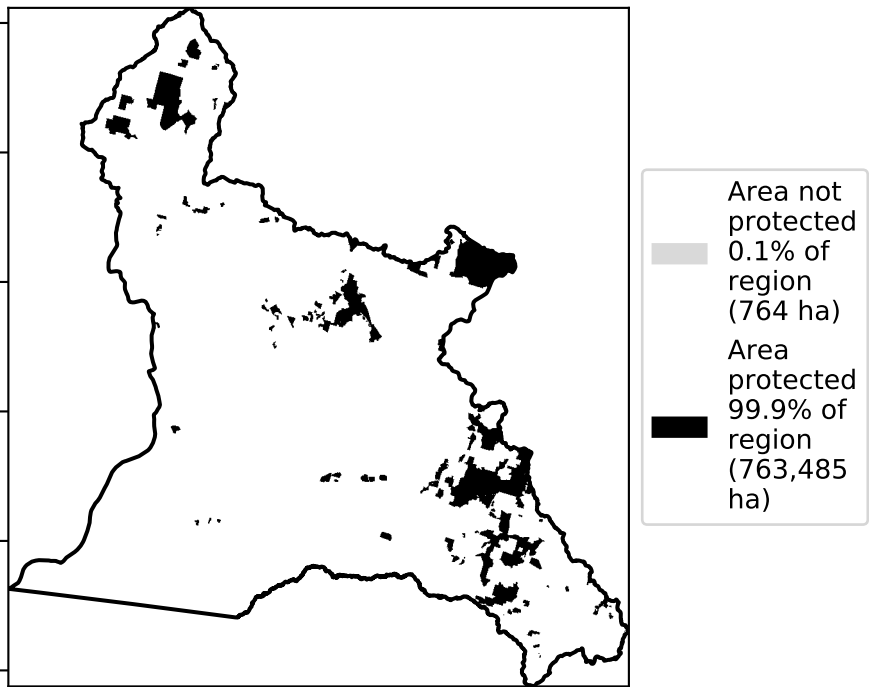 Area not
protected
0.1% of
region
(764 ha)
Area
protected
99.9% of
region
(763,485
ha)